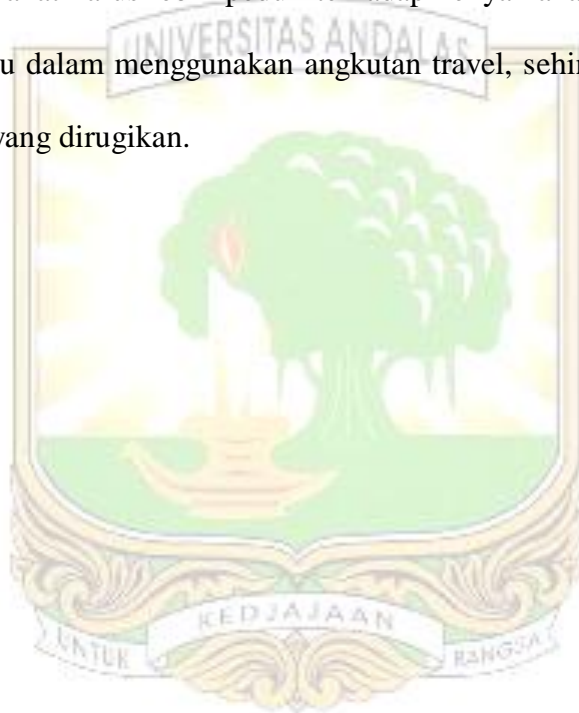 UNIVERSITAS ANDALAS
u dalam menggunakan angkutan travel, sehin
yang dirugikan.
KEDJAJAAN
UNTUK BANGSA